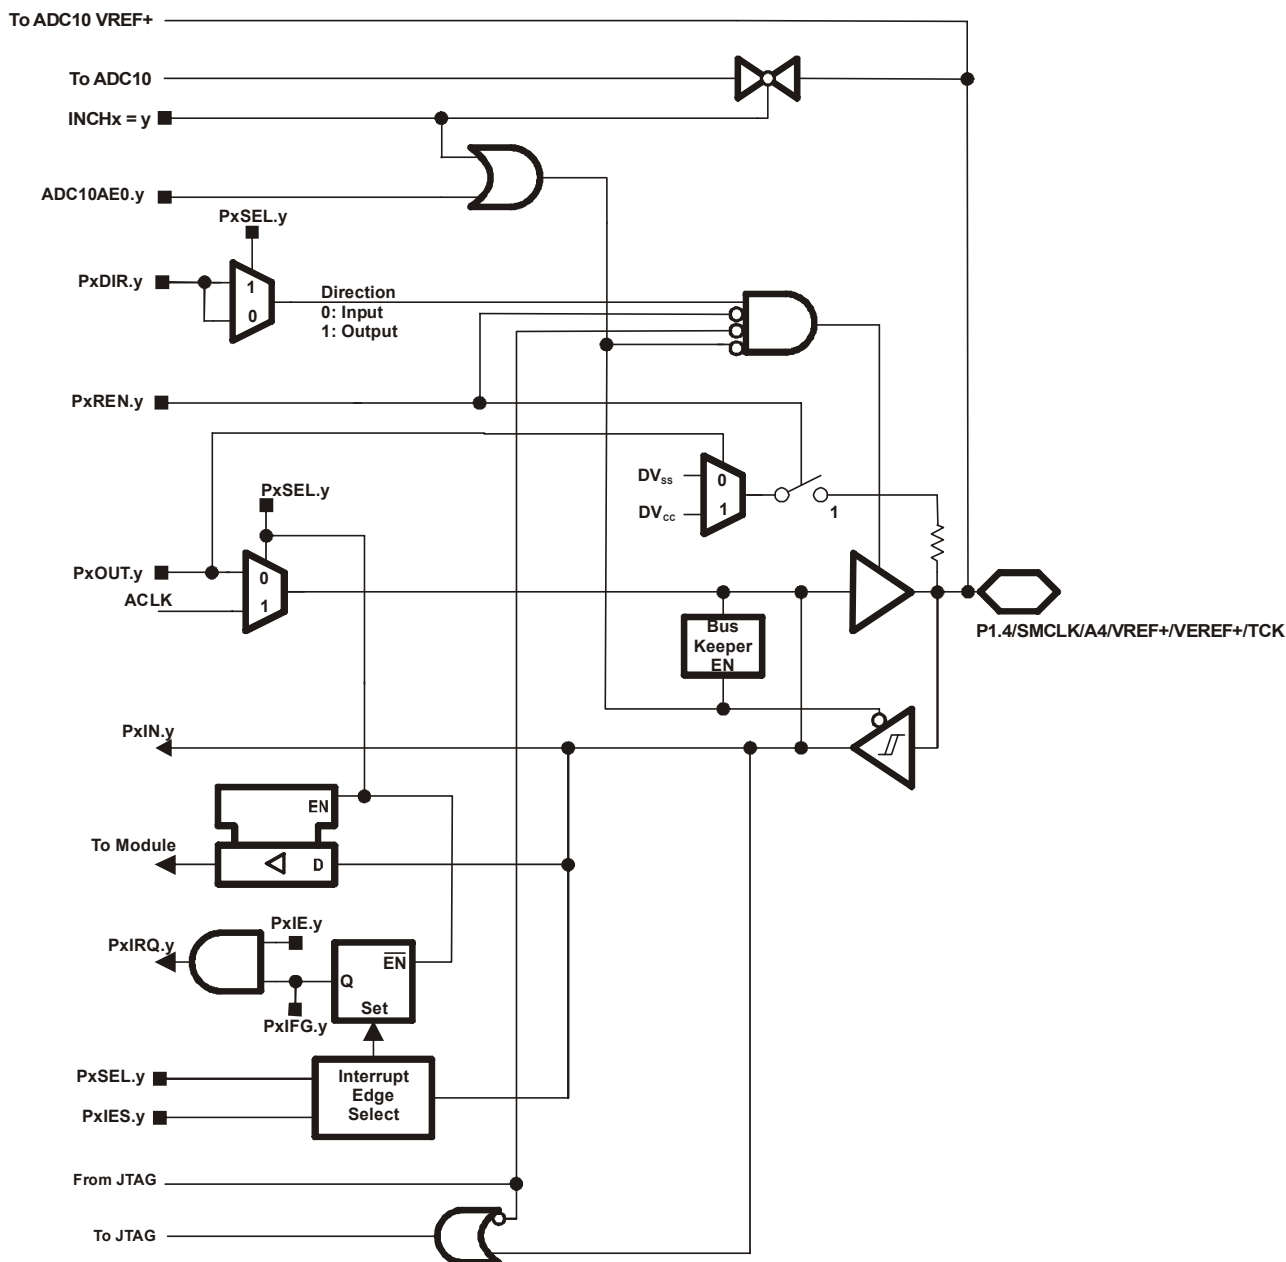 To ADC10 VREF+
To ADC10
INCHx = y
ADC10AE0.y
PxSEL.y
PxDIR.y
1
0
Direction
0: Input
1: Output
PxREN.y
DVSS
0
DVCC
1
1
PxSEL.y
PxOUT.y
0
ACLK
1
Bus
Keeper
EN
P1.4/SMCLK/A4/VREF+/VEREF+/TCK
PxIN.y
EN
To Module
D
PxIE.y
PxIRQ.y
EN
Q
Set
PxIFG.y
PxSEL.y
PxIES.y
Interrupt
Edge
Select
From JTAG
To JTAG